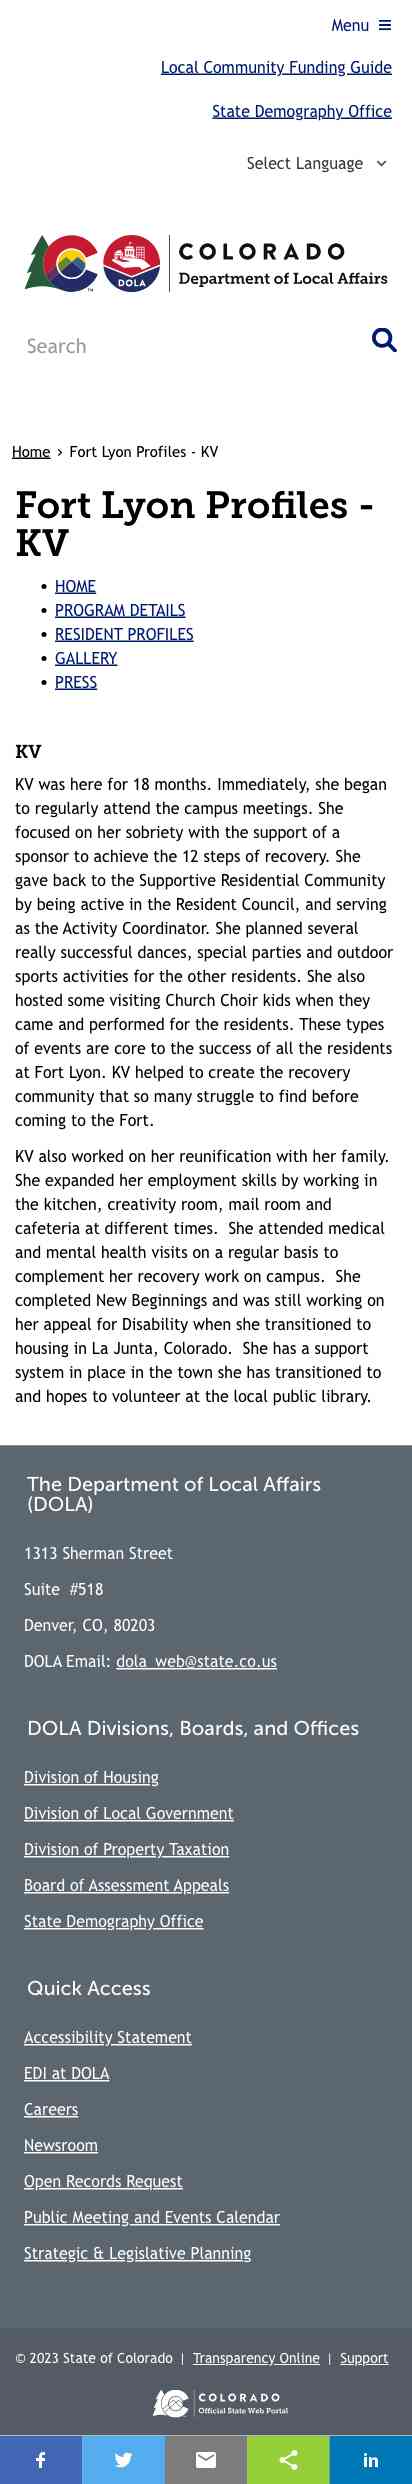 Menu
Local Community Funding Guide
State Demography Office
Select Language
COLORADO
Department of Local Affairs
DOLA
TM
Search
Home › Fort Lyon Profiles - KV
Fort Lyon Profiles -
KV
• HOME
• PROGRAM DETAILS
• RESIDENT PROFILES
• GALLERY
• PRESS
KV
KV was here for 18 months. Immediately, she began
to regularly attend the campus meetings. She
focused on her sobriety with the support of a
sponsor to achieve the 12 steps of recovery. She
gave back to the Supportive Residential Community
by being active in the Resident Council, and serving
as the Activity Coordinator. She planned several
really successful dances, special parties and outdoor
sports activities for the other residents. She also
hosted some visiting Church Choir kids when they
came and performed for the residents. These types
of events are core to the success of all the residents
at Fort Lyon. KV helped to create the recovery
community that so many struggle to find before
coming to the Fort.
KV also worked on her reunification with her family.
She expanded her employment skills by working in
the kitchen, creativity room, mail room and
cafeteria at different times.  She attended medical
and mental health visits on a regular basis to
complement her recovery work on campus.  She
completed New Beginnings and was still working on
her appeal for Disability when she transitioned to
housing in La Junta, Colorado.  She has a support
system in place in the town she has transitioned to
and hopes to volunteer at the local public library.
The Department of Local Affairs
(DOLA)
1313 Sherman Street
Suite  #518
Denver, CO, 80203
DOLA Email: dola_web@state.co.us
DOLA Divisions, Boards, and Offices
Division of Housing
Division of Local Government
Division of Property Taxation
Board of Assessment Appeals
State Demography Office
Quick Access
Accessibility Statement
EDI at DOLA
Careers
Newsroom
Open Records Request
Public Meeting and Events Calendar
Strategic & Legislative Planning
© 2023 State of Colorado | Transparency Online | Support
COLORADO
Official State Web Portal